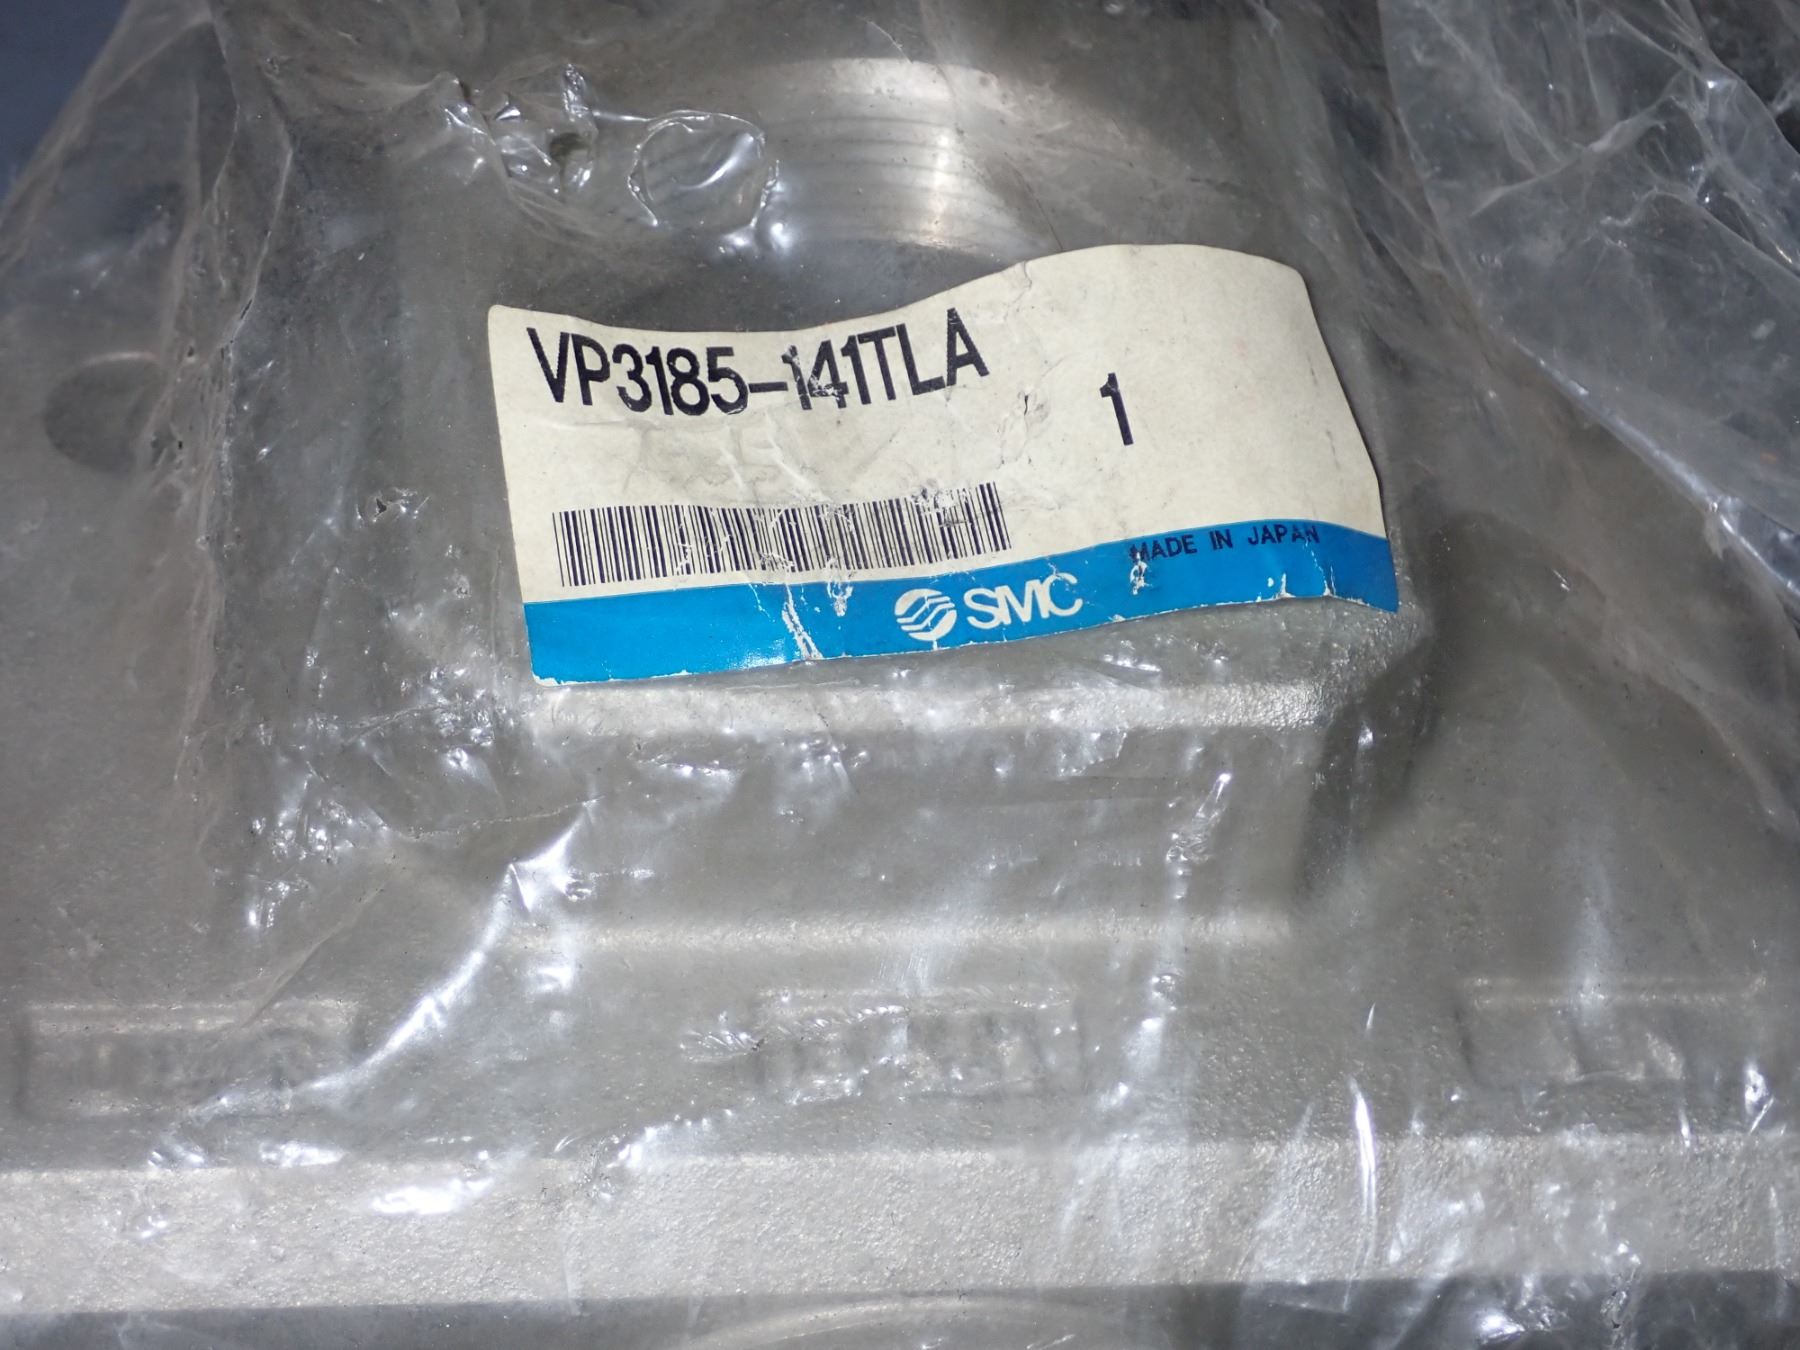 VP3185-141TLA
1
MADE IN JAPAN
SMC